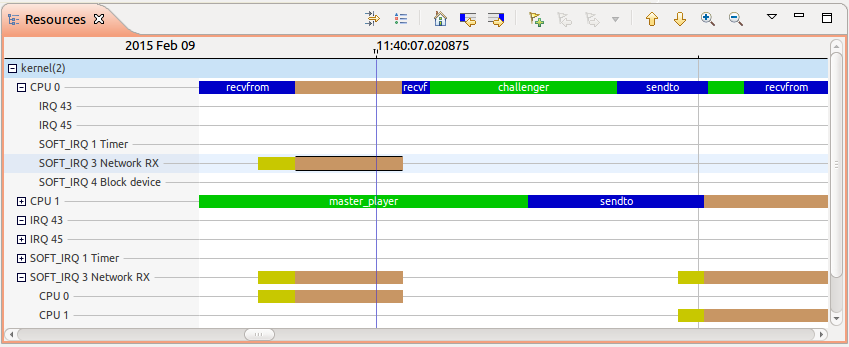 Resources
2015 Feb 09 11:40:07.020875
kernel(2)
CPU 0 recvfrom recvf challenger sendto recvfrom
IRQ 43
IRQ 45
SOFT_IRQ 1 Timer
SOFT_IRQ 3 Network RX
SOFT_IRQ 4 Block device
CPU 1 master_player sendto
IRQ 43
IRQ 45
SOFT_IRQ 1 Timer
SOFT_IRQ 3 Network RX
CPU 0
CPU 1